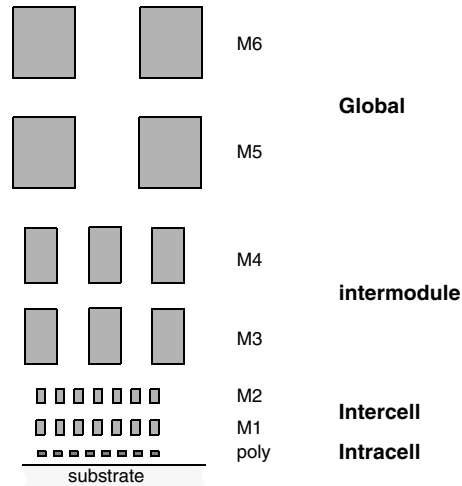 M6
Global
M5
M4
intermodule
M3
M2
Intercell
M1
poly
Intracell
substrate